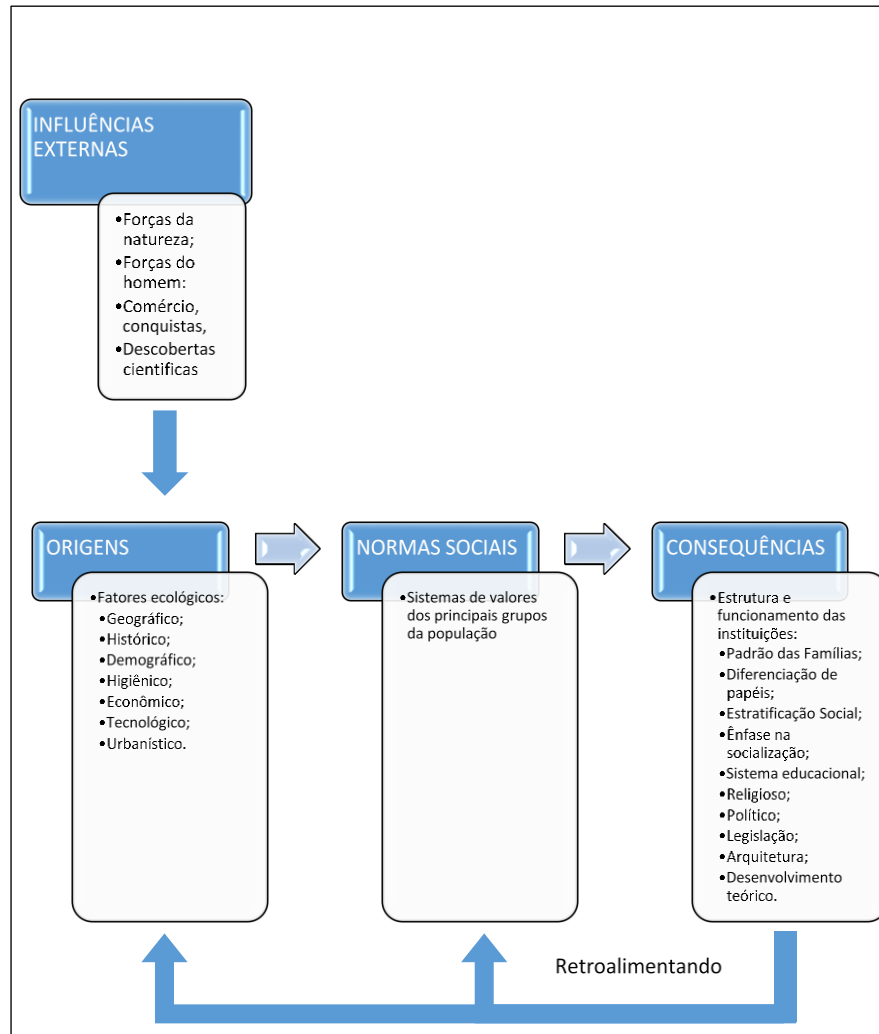 INFLUÊNCIAS
EXTERNAS
•Forças da
natureza;
•Forças do
homem:
•Comércio,
conquistas,
•Descobertas
cientificas
ORIGENS
•Fatores ecológicos:
•Geográfico;
•Histórico;
•Demográfico;
•Higiênico;
•Econômico;
•Tecnológico;
•Urbanístico.
NORMAS SOCIAIS
•Sistemas de valores
dos principais grupos
da população
CONSEQUÊNCIAS
•Estrutura e
funcionamento das
instituições:
•Padrão das Famílias;
•Diferenciação de
papéis;
•Estratificação Social;
•Ênfase na
socialização;
•Sistema educacional;
•Religioso;
•Político;
•Legislação;
•Arquitetura;
•Desenvolvimento
teórico.
Retroalimentando